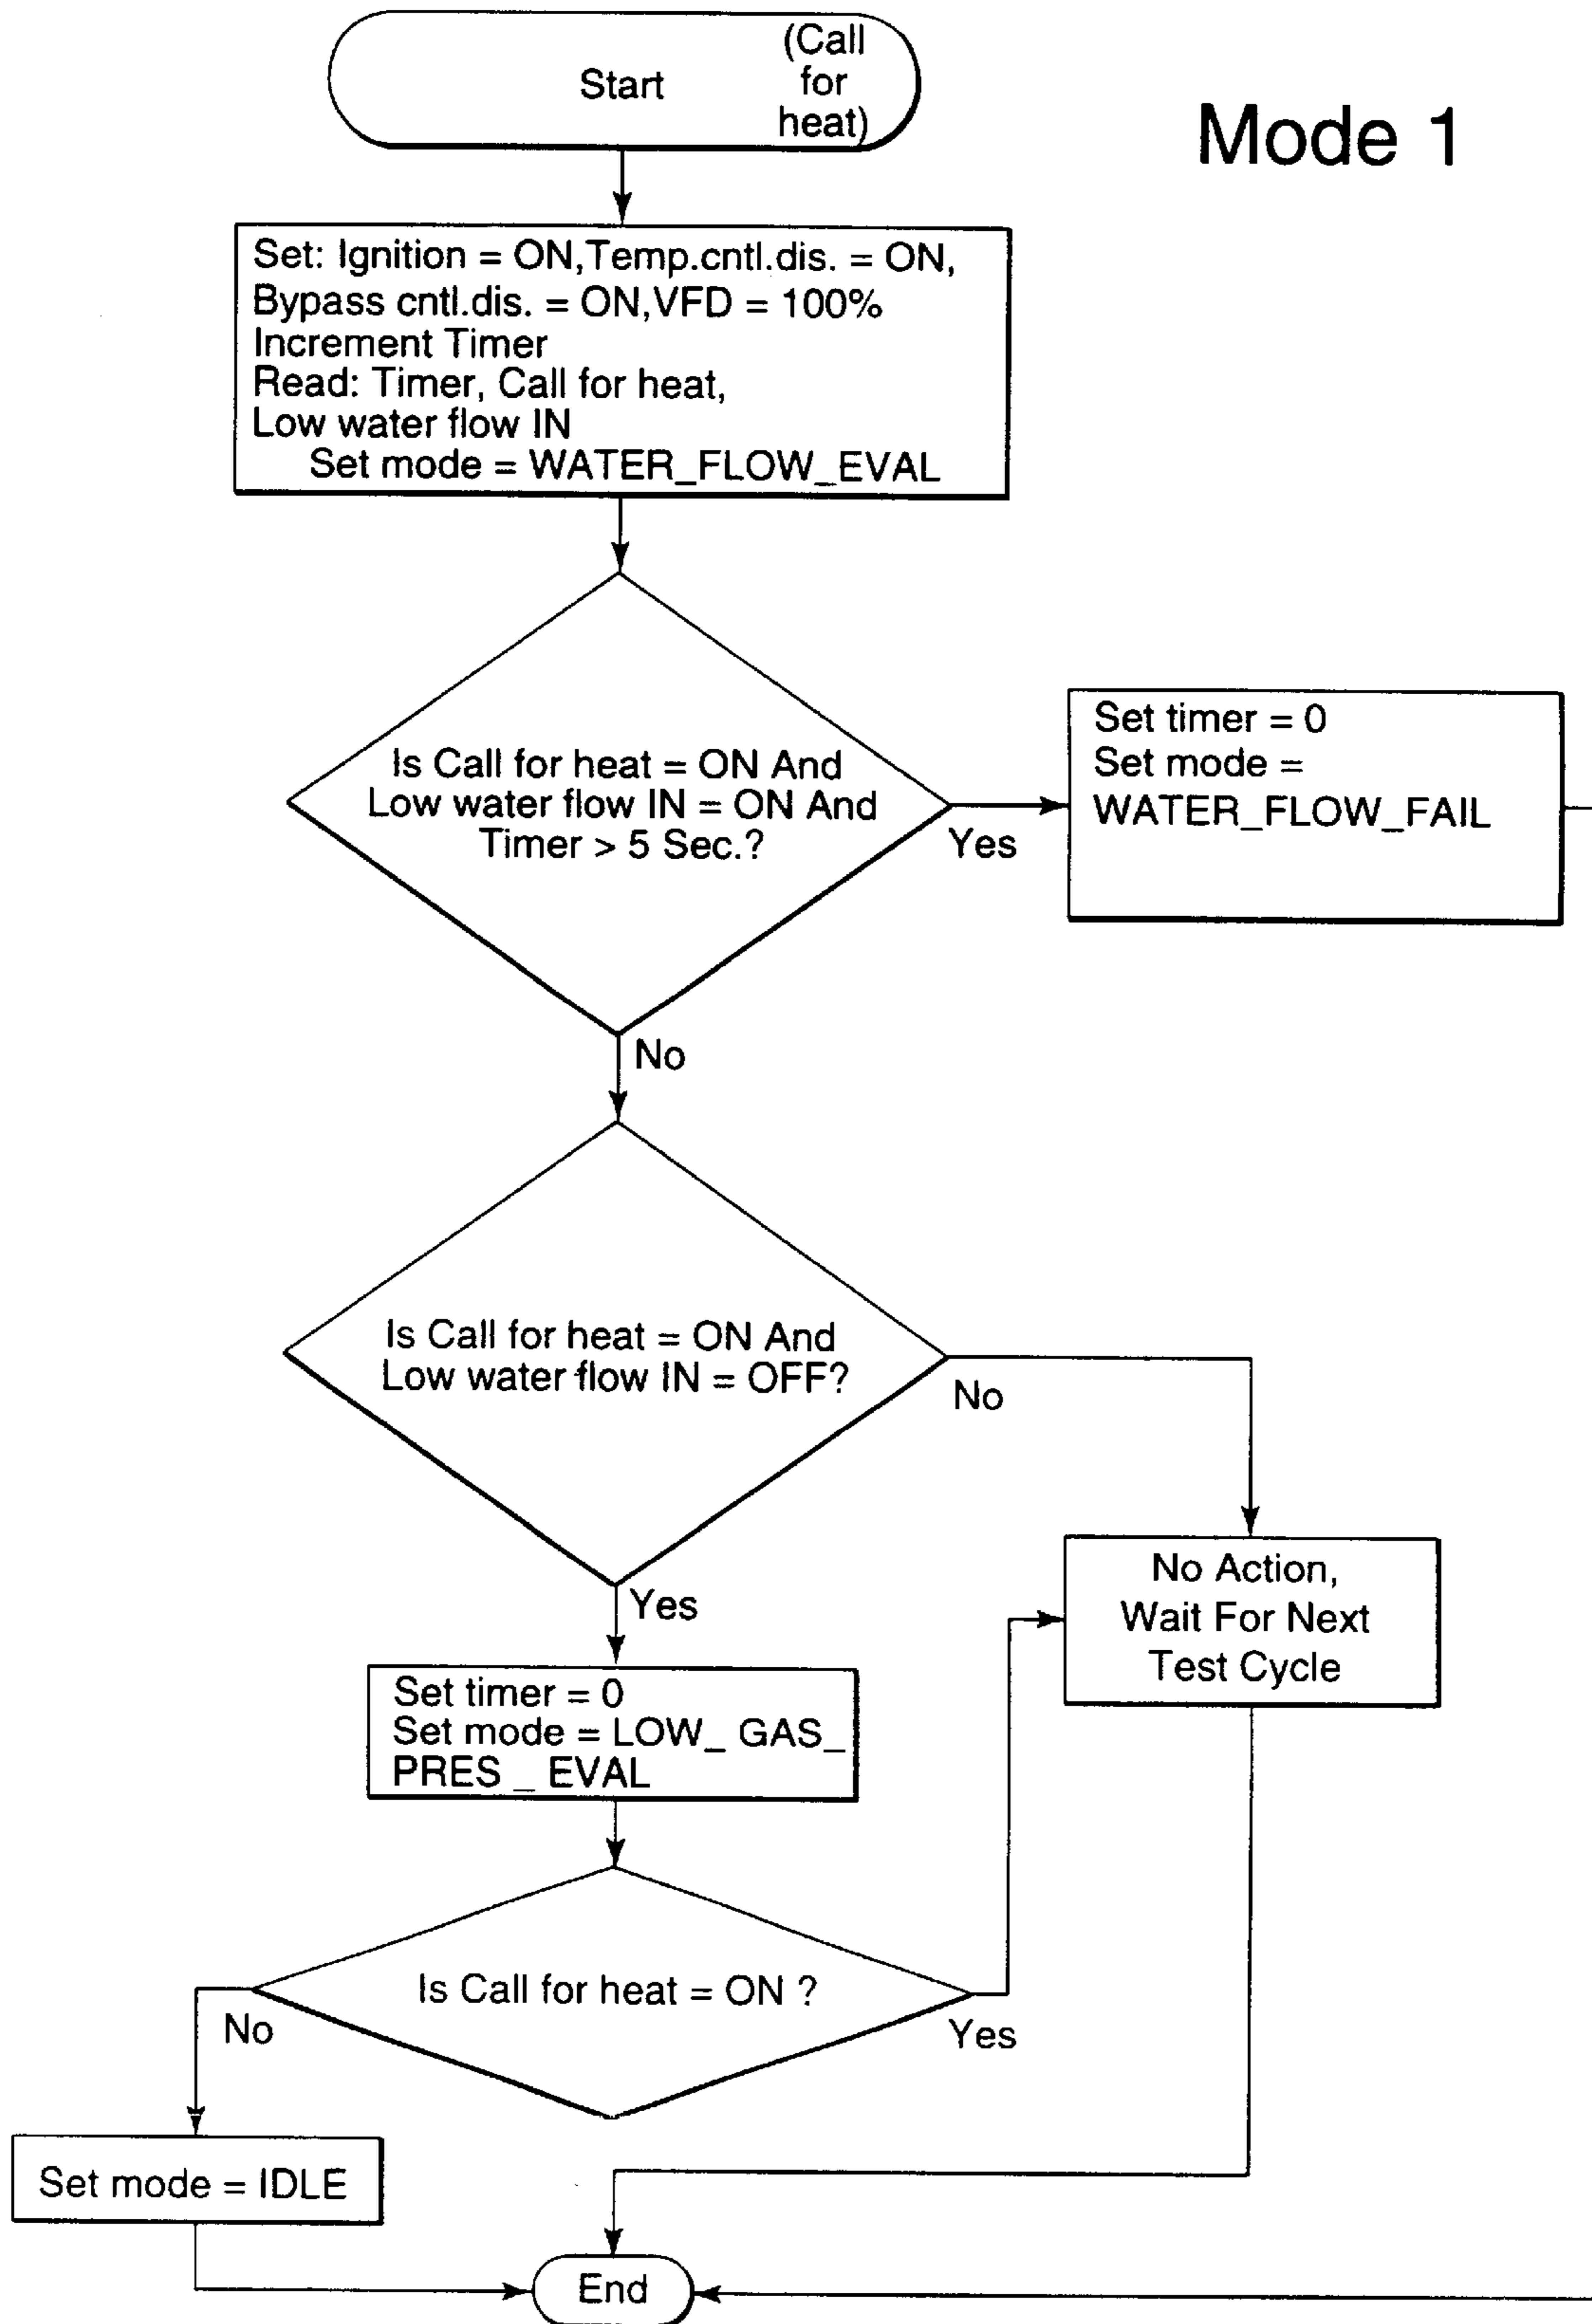 Start
(Call
for
heat)
Mode 1
Set: Ignition = ON,Temp.cntl.dis. = ON,
Bypass cntl.dis. = ON,VFD = 100%
Increment Timer
Read: Timer, Call for heat,
Low water flow IN
Set mode = WATER_FLOW_EVAL
Is Call for heat = ON And
Low water flow IN = ON And
Timer > 5 Sec.?
Yes
Set timer = 0
Set mode =
WATER_FLOW_FAIL
No
Is Call for heat = ON And
Low water flow IN = OFF?
No
Yes
No Action,
Wait For Next
Test Cycle
Set timer = 0
Set mode = LOW_ GAS_
PRES _ EVAL
Is Call for heat = ON ?
No
Yes
Set mode = IDLE
End